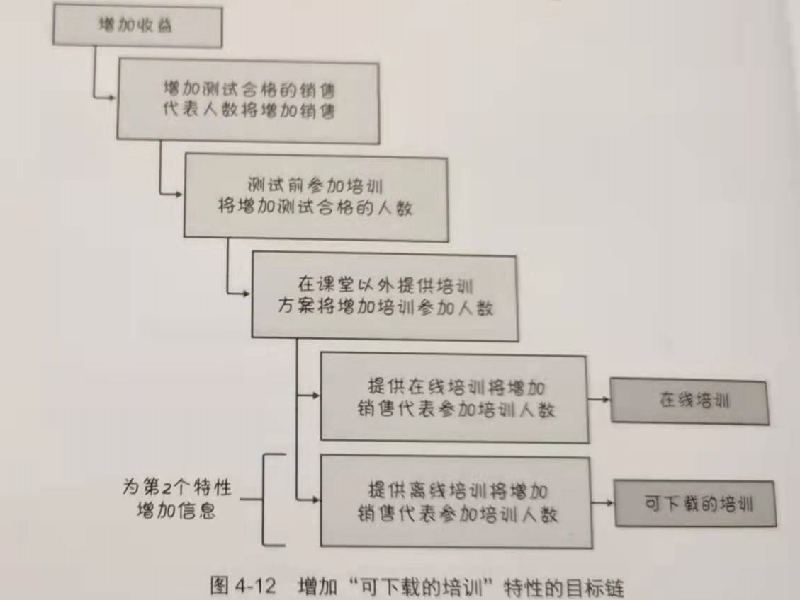 增加收益
增加测试合格的销售
代表人数将增加销售
测试前参加培训
将增加测试合格的人数
在课堂以外提供培训
方案将增加培训参加人数
提供在线培训将增加
销售代表参加培训人数
在线培训
为第2个特性
增加信息
提供离线培训将增加
销售代表参加培训人数
可下载的培训
图 4-12 增加“可下载的培训”特性的目标链